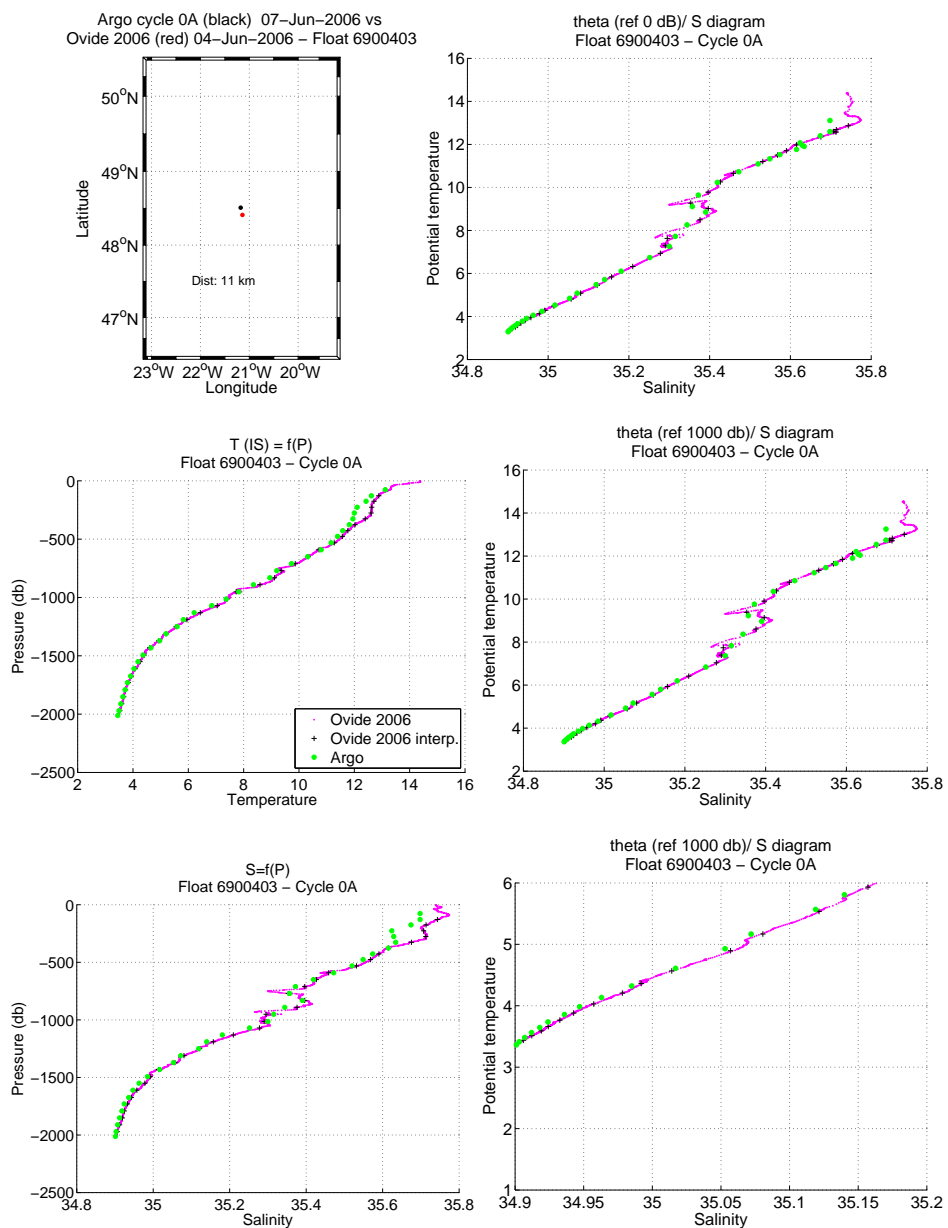 Argo cycle 0A (black)  07−Jun−2006 vs
Ovide 2006 (red) 04−Jun−2006 − Float 6900403
50°N
49°N
48°N
47°N
Latitude
Dist: 11 km
23°W
22°W
21°W
20°W
Longitude
theta (ref 0 dB)/ S diagram
Float 6900403 − Cycle 0A
16
14
12
10
8
6
4
2
Potential temperature
34.8
35
35.2
35.4
35.6
35.8
Salinity
T (IS) = f(P)
Float 6900403 − Cycle 0A
0
−500
−1000
−1500
−2000
−2500
Pressure (db)
Ovide 2006
Ovide 2006 interp.
Argo
2
4
6
8
10
12
14
16
Temperature
theta (ref 1000 db)/ S diagram
Float 6900403 − Cycle 0A
16
14
12
10
8
6
4
2
Potential temperature
34.8
35
35.2
35.4
35.6
35.8
Salinity
S=f(P)
Float 6900403 − Cycle 0A
0
−500
−1000
−1500
−2000
−2500
Pressure (db)
34.8
35
35.2
35.4
35.6
35.8
Salinity
theta (ref 1000 db)/ S diagram
Float 6900403 − Cycle 0A
6
5
4
3
2
1
Potential temperature
34.9
34.95
35
35.05
35.1
35.15
35.2
Salinity